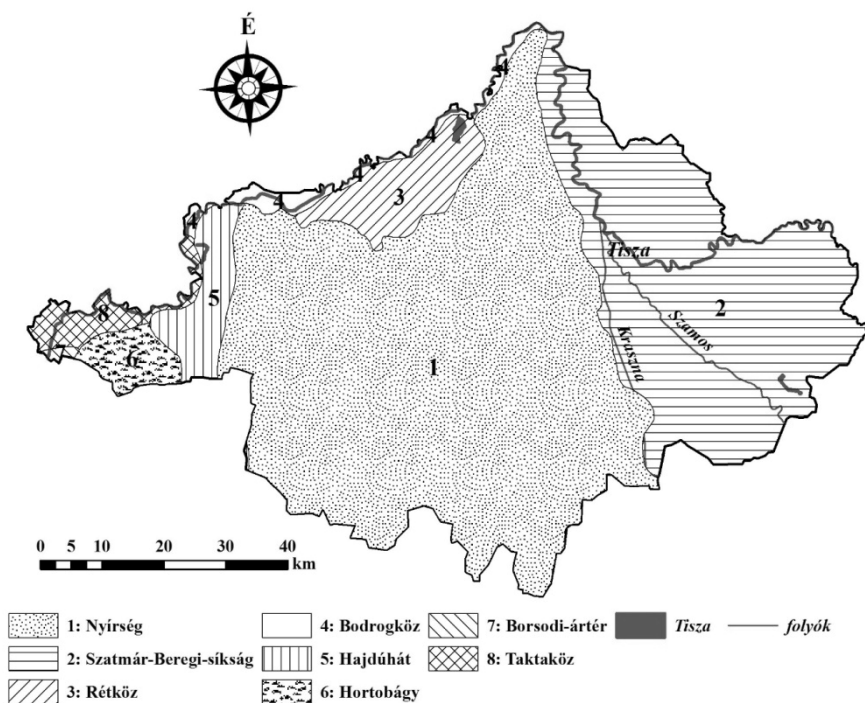 É
4
4
4
3
4
Tisza
4
5
2
Szamos
8
Kraszna
7
6
1
0 5 10 20 30 40
km
1: Nyírség 4: Bodrogköz 7: Borsodi-ártér Tisza folyók
2: Szatmár-Beregi-síkság 5: Hajdúhát 8: Taktaköz
3: Rétköz 6: Hortobágy